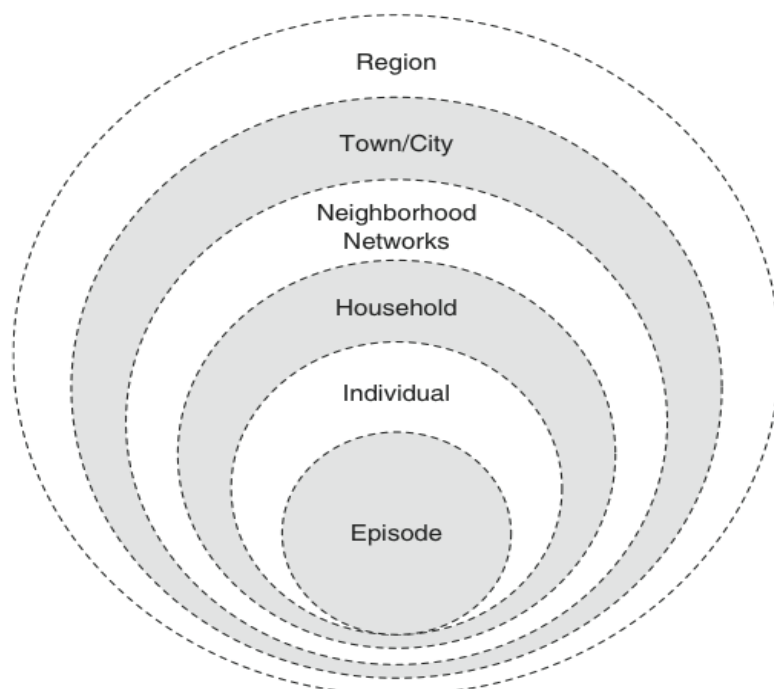 Region
Town/City
Neighborhood
Networks
Household
Individual
Episode